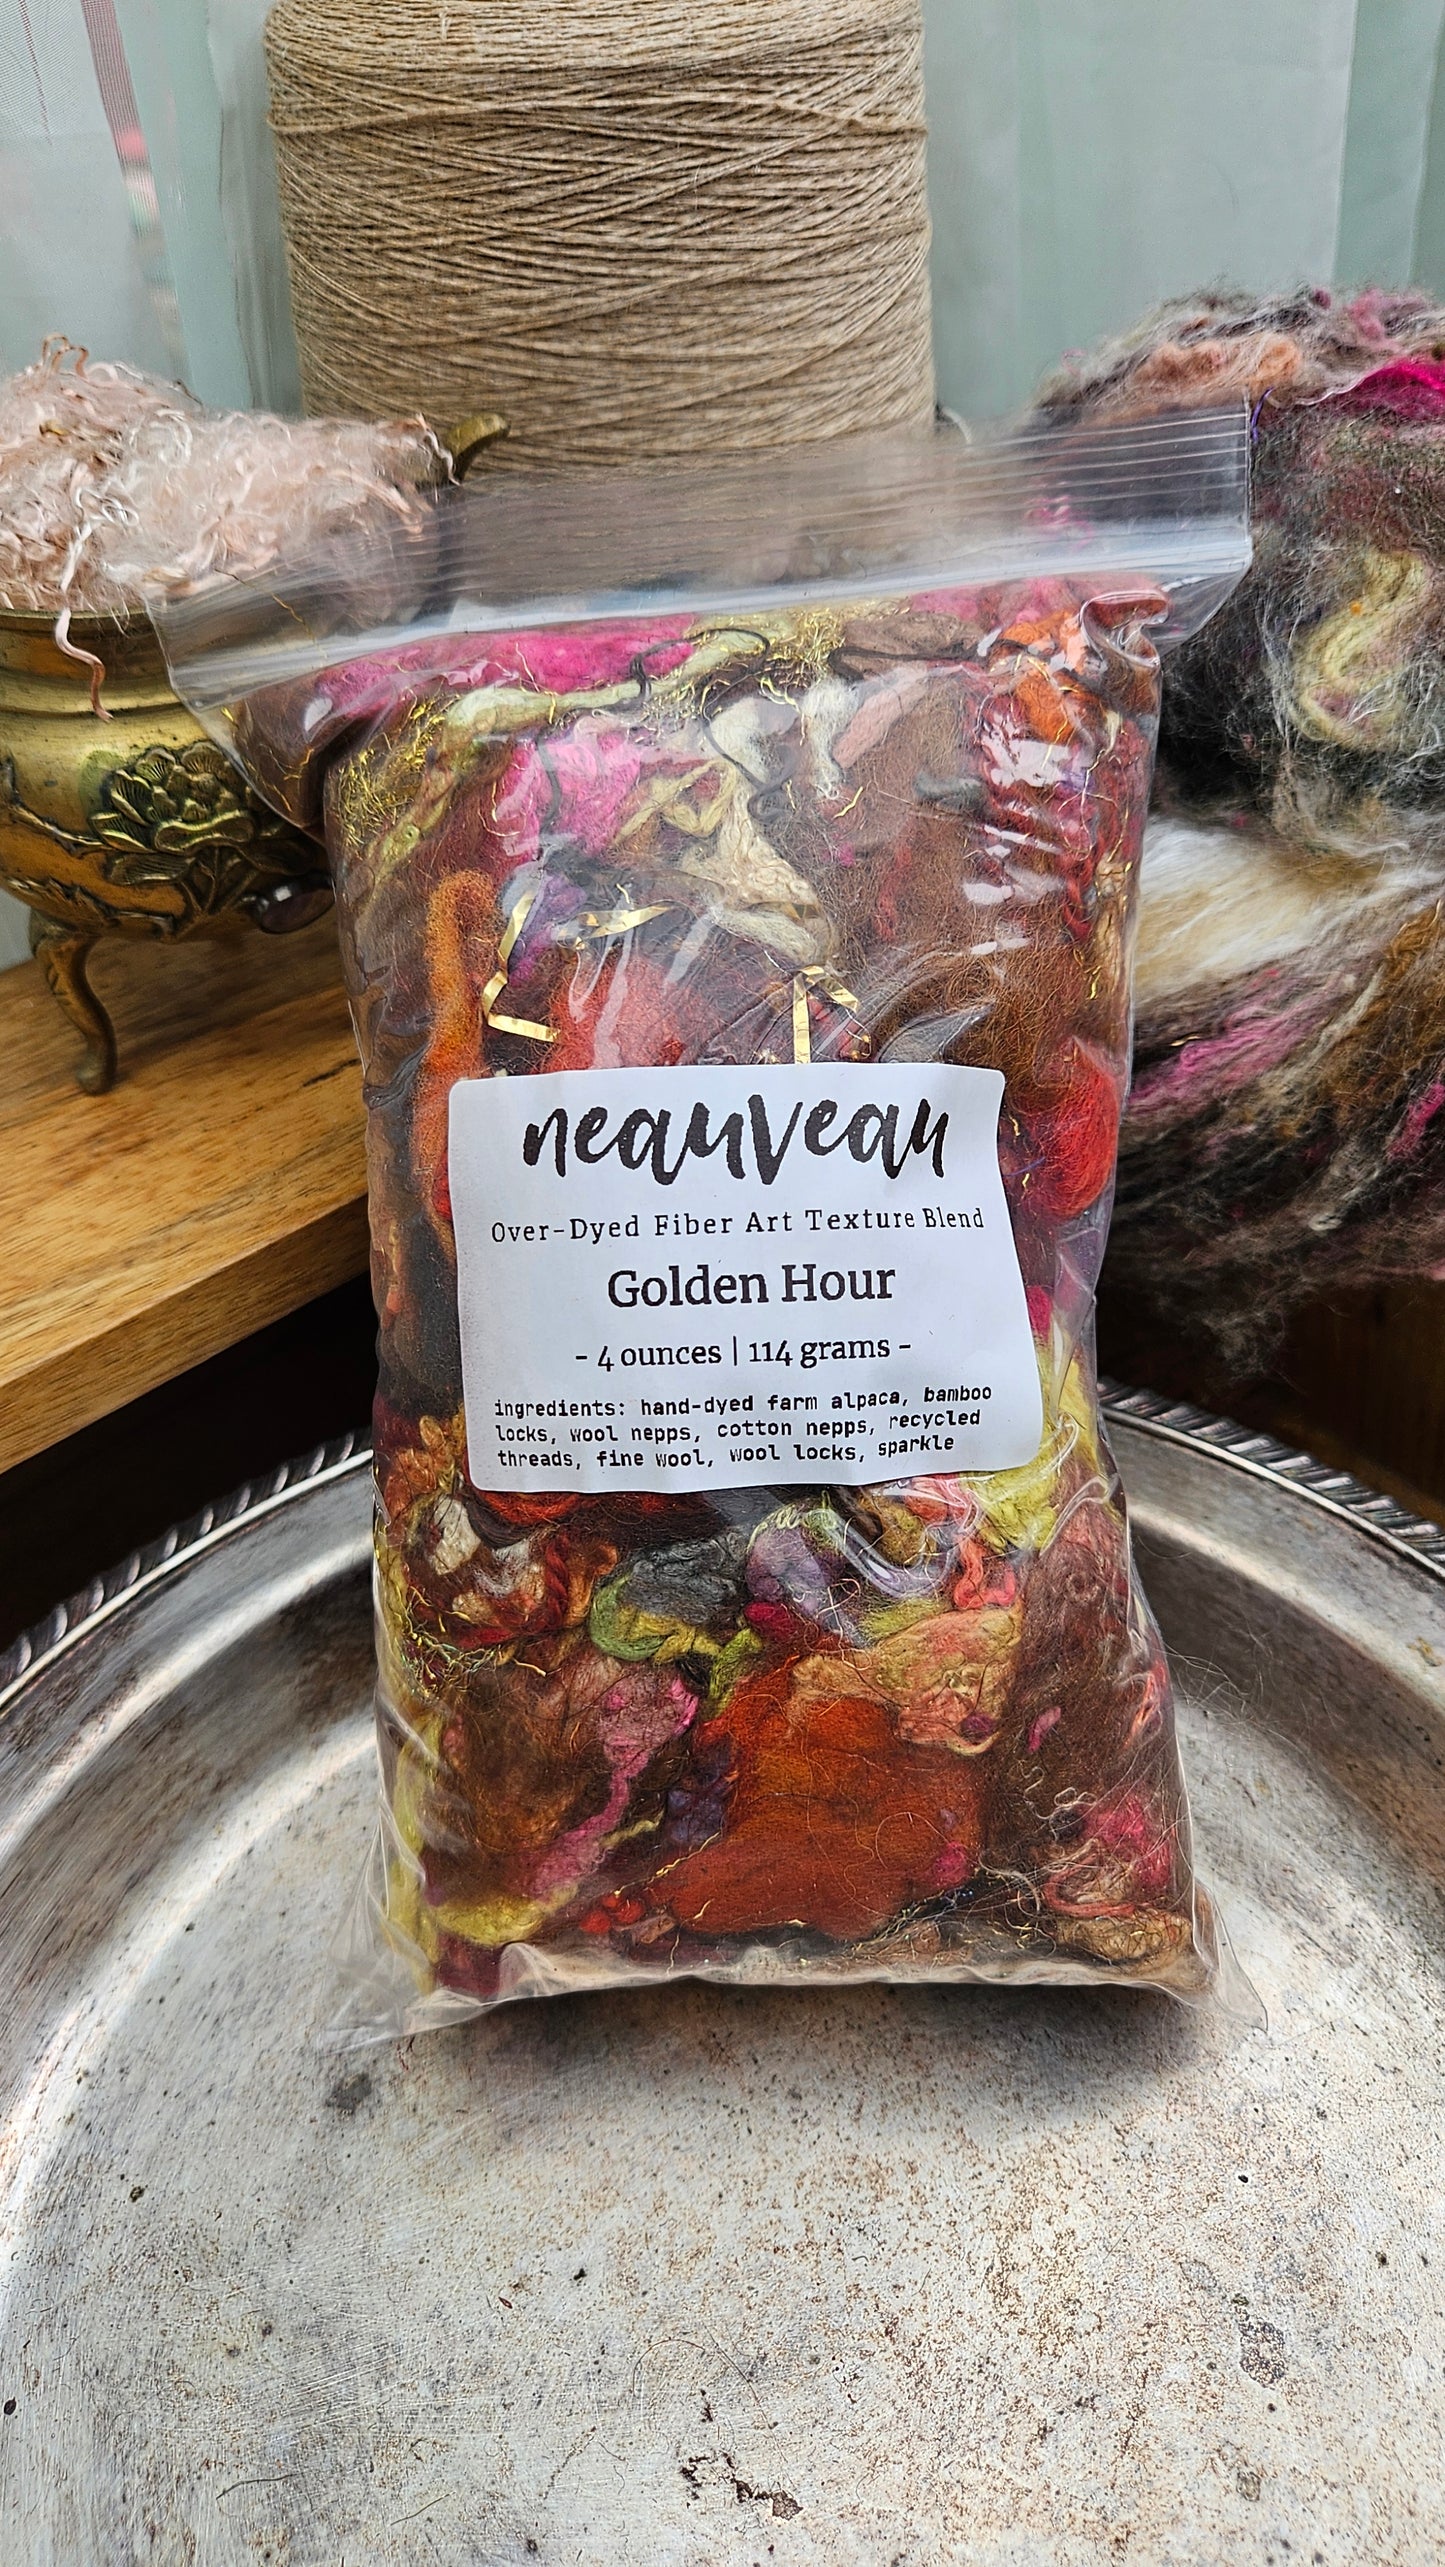 neauveau
Over-Dyed Fiber Art Texture Blend
Golden Hour
- 4 ounces | 114 grams -
ingredients: hand-dyed farm alpaca, bamboo
locks, wool nepps, cotton nepps, recycled
threads, fine wool, wool locks, sparkle